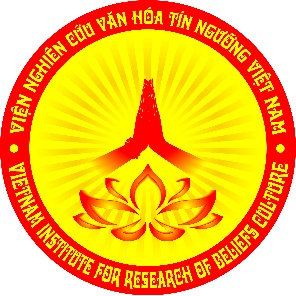 VIỆN NGHIÊN CỨU VĂN HÓA TÍN NGƯỠNG VIỆT NAM
VIETNAM INSTITUTE FOR RESEARCH OF BELIEFS CULTURE